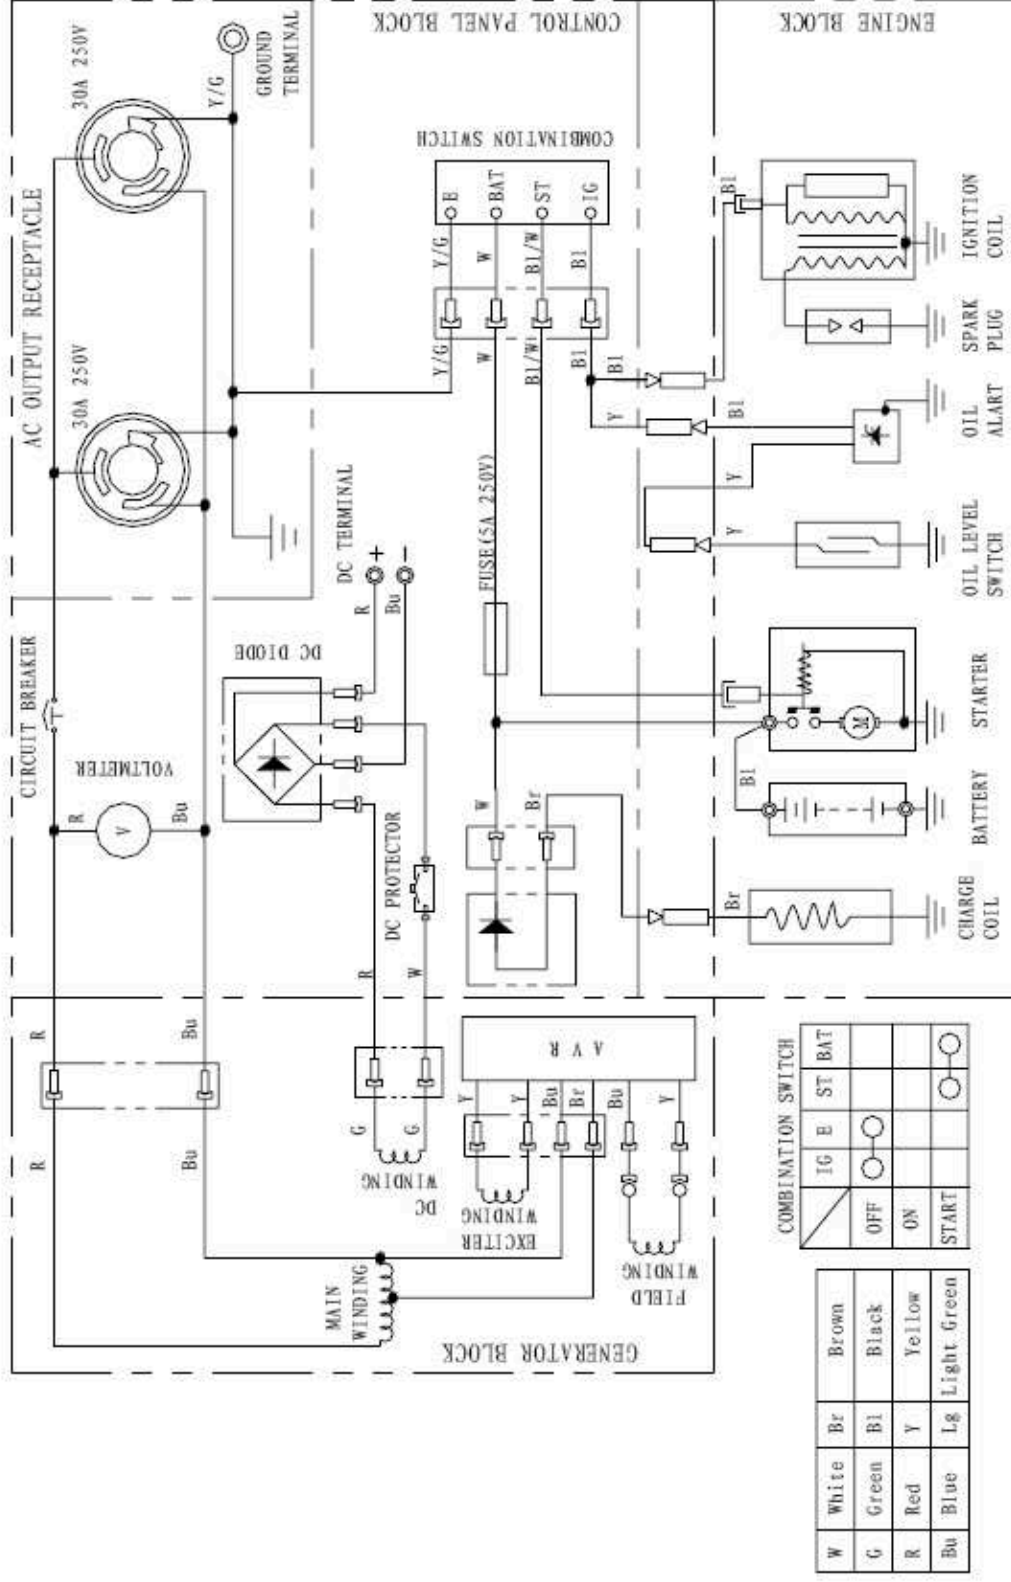 AC OUTPUT RECEPTACLE
30A 250V
30A 250V
Y/G
GROUND
TERMINAL
CONTROL PANEL BLOCK
ENGINE BLOCK
COMBINATION SWITCH
E
BAT
ST
IG
Y/G
W
Bl/W
Bl
Y/G
W
Bl/W
Bl
Bl
Y
Bl
Bl
Y
Y
IGNITION
COIL
SPARK
PLUG
OIL
ALART
OIL LEVEL
SWITCH
STARTER
M
BATTERY
Bl
CHARGE
COIL
Br
FUSE(5A 250V)
DC TERMINAL
+
−
R
Bu
DC DIODE
CIRCUIT BREAKER
VOLTMETER
V
R
Bu
DC PROTECTOR
R
W
W
Br
R
Bu
R
Bu
G
G
DC
WINDING
A V R
Y
Y
Bu
Br
Bu
Y
EXCITER
WINDING
FIELD
WINDING
MAIN
WINDING
GENERATOR BLOCK
COMBINATION SWITCH
IG E ST BAT
OFF
ON
START
W White Br Brown
G Green Bl Black
R Red Y Yellow
Bu Blue Lg Light Green